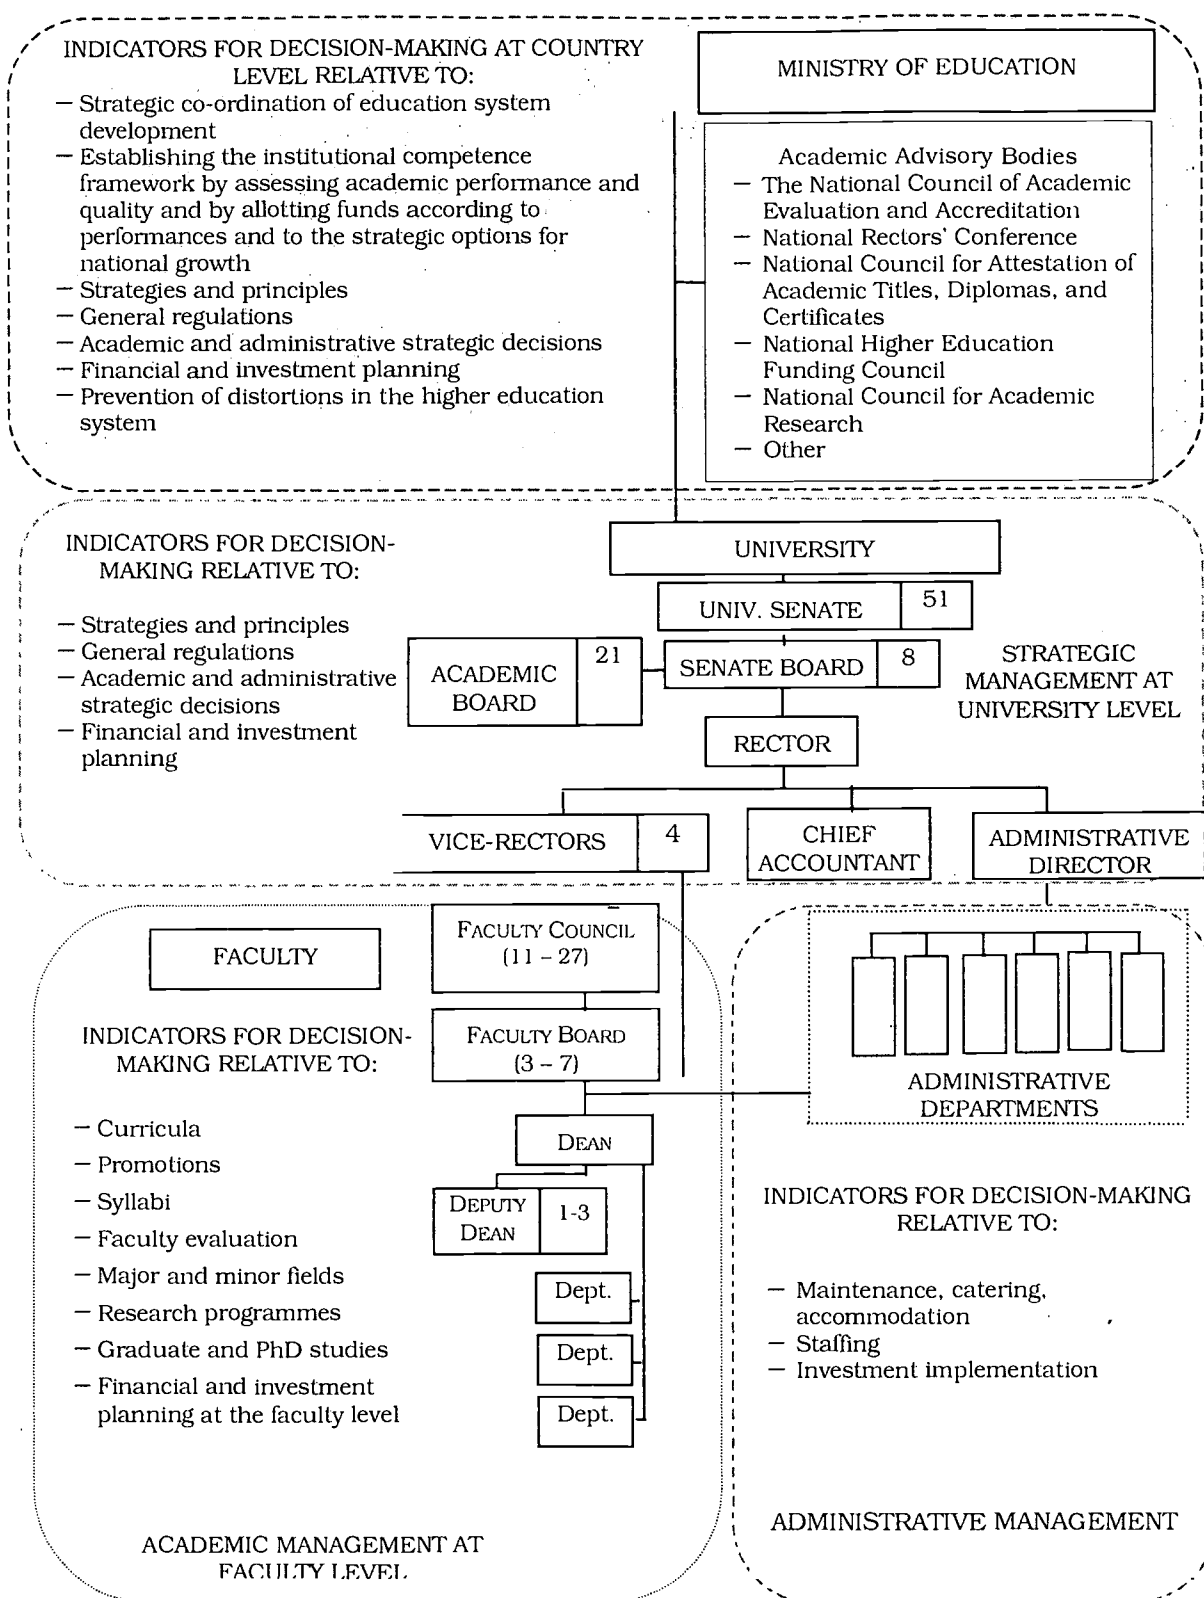 INDICATORS FOR DECISION-MAKING AT COUNTRY
LEVEL RELATIVE TO:
– Strategic co-ordination of education system
development
– Establishing the institutional competence
framework by assessing academic performance and
quality and by allotting funds according to
performances and to the strategic options for
national growth
– Strategies and principles
– General regulations
– Academic and administrative strategic decisions
– Financial and investment planning
– Prevention of distortions in the higher education
system
MINISTRY OF EDUCATION
Academic Advisory Bodies
– The National Council of Academic
Evaluation and Accreditation
– National Rectors' Conference
– National Council for Attestation of
Academic Titles, Diplomas, and
Certificates
– National Higher Education
Funding Council
– National Council for Academic
Research
– Other
INDICATORS FOR DECISION-
MAKING RELATIVE TO:
– Strategies and principles
– General regulations
– Academic and administrative
strategic decisions
– Financial and investment
planning
UNIVERSITY
UNIV. SENATE 51
ACADEMIC
BOARD
21
SENATE BOARD 8
STRATEGIC
MANAGEMENT AT
UNIVERSITY LEVEL
RECTOR
VICE-RECTORS 4
CHIEF
ACCOUNTANT
ADMINISTRATIVE
DIRECTOR
FACULTY
FACULTY COUNCIL
(11 – 27)
INDICATORS FOR DECISION-
MAKING RELATIVE TO:
FACULTY BOARD
(3 – 7)
– Curricula
– Promotions
– Syllabi
– Faculty evaluation
– Major and minor fields
– Research programmes
– Graduate and PhD studies
– Financial and investment
planning at the faculty level
DEAN
DEPUTY
DEAN
1-3
Dept.
Dept.
Dept.
ACADEMIC MANAGEMENT AT
FACULTY LEVEL
ADMINISTRATIVE
DEPARTMENTS
INDICATORS FOR DECISION-MAKING
RELATIVE TO:
– Maintenance, catering,
accommodation
– Staffing
– Investment implementation
ADMINISTRATIVE MANAGEMENT